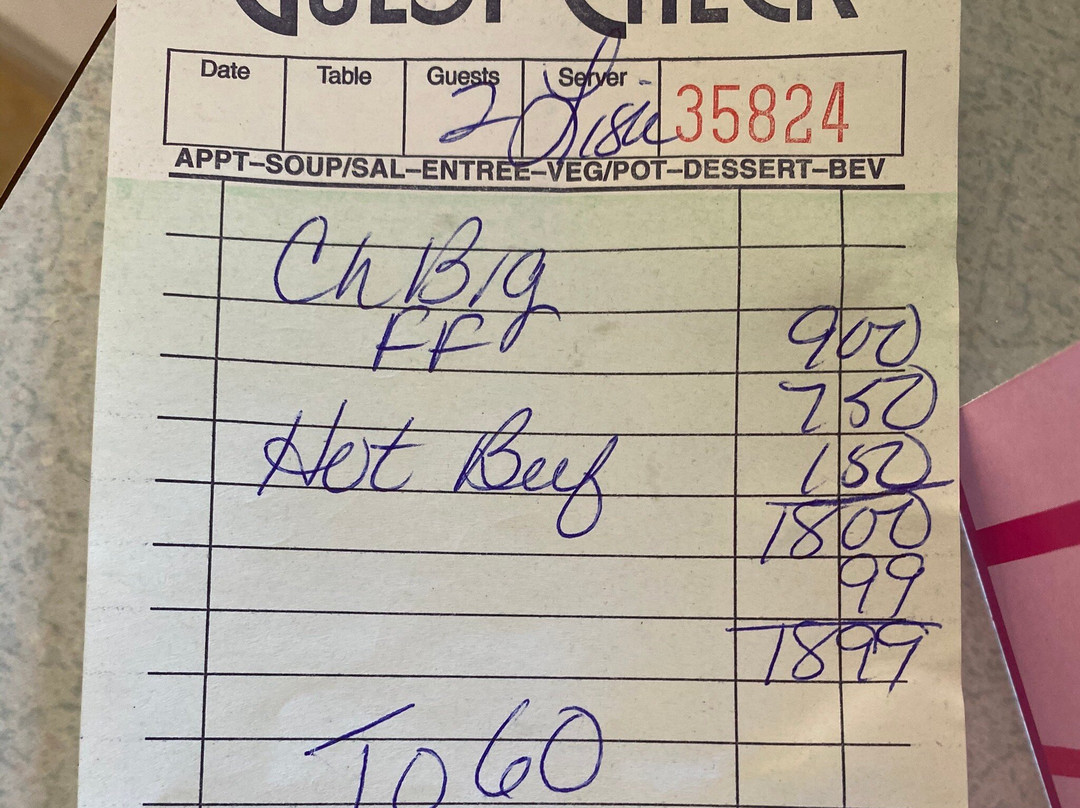 GUEST CHECK
Date Table Guests Server
2 35824
APPT–SOUP/SAL–ENTREE–VEG/POT–DESSERT–BEV
Ch Big
FF 900
750
Hot Beef 150
1800
99
1899
To Go